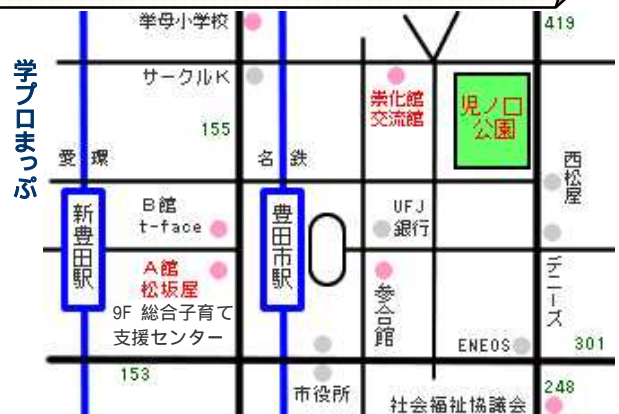 挙母小学校
419
学プロまっぷ
サークルK
崇化館
交流館
児ノ口
公園
155
愛環
名鉄
西松屋
新豊田駅
B館
t-face
豊田市駅
UFJ
銀行
A館
松坂屋
9F 総合子育て
支援センター
参合館
デニーズ
ENEOS
301
153
市役所
社会福祉協議会
248